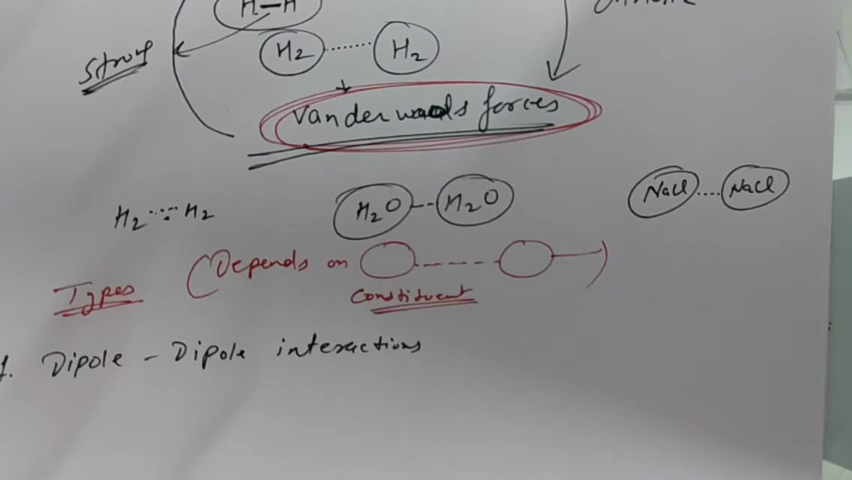 H–H
Strong
H2 ...... H2
Vanderwaals forces
H2 ..... H2 H2O -- H2O NaCl .... NaCl
Types (Depends on ----- )
Constituent
1. Dipole - Dipole interactions